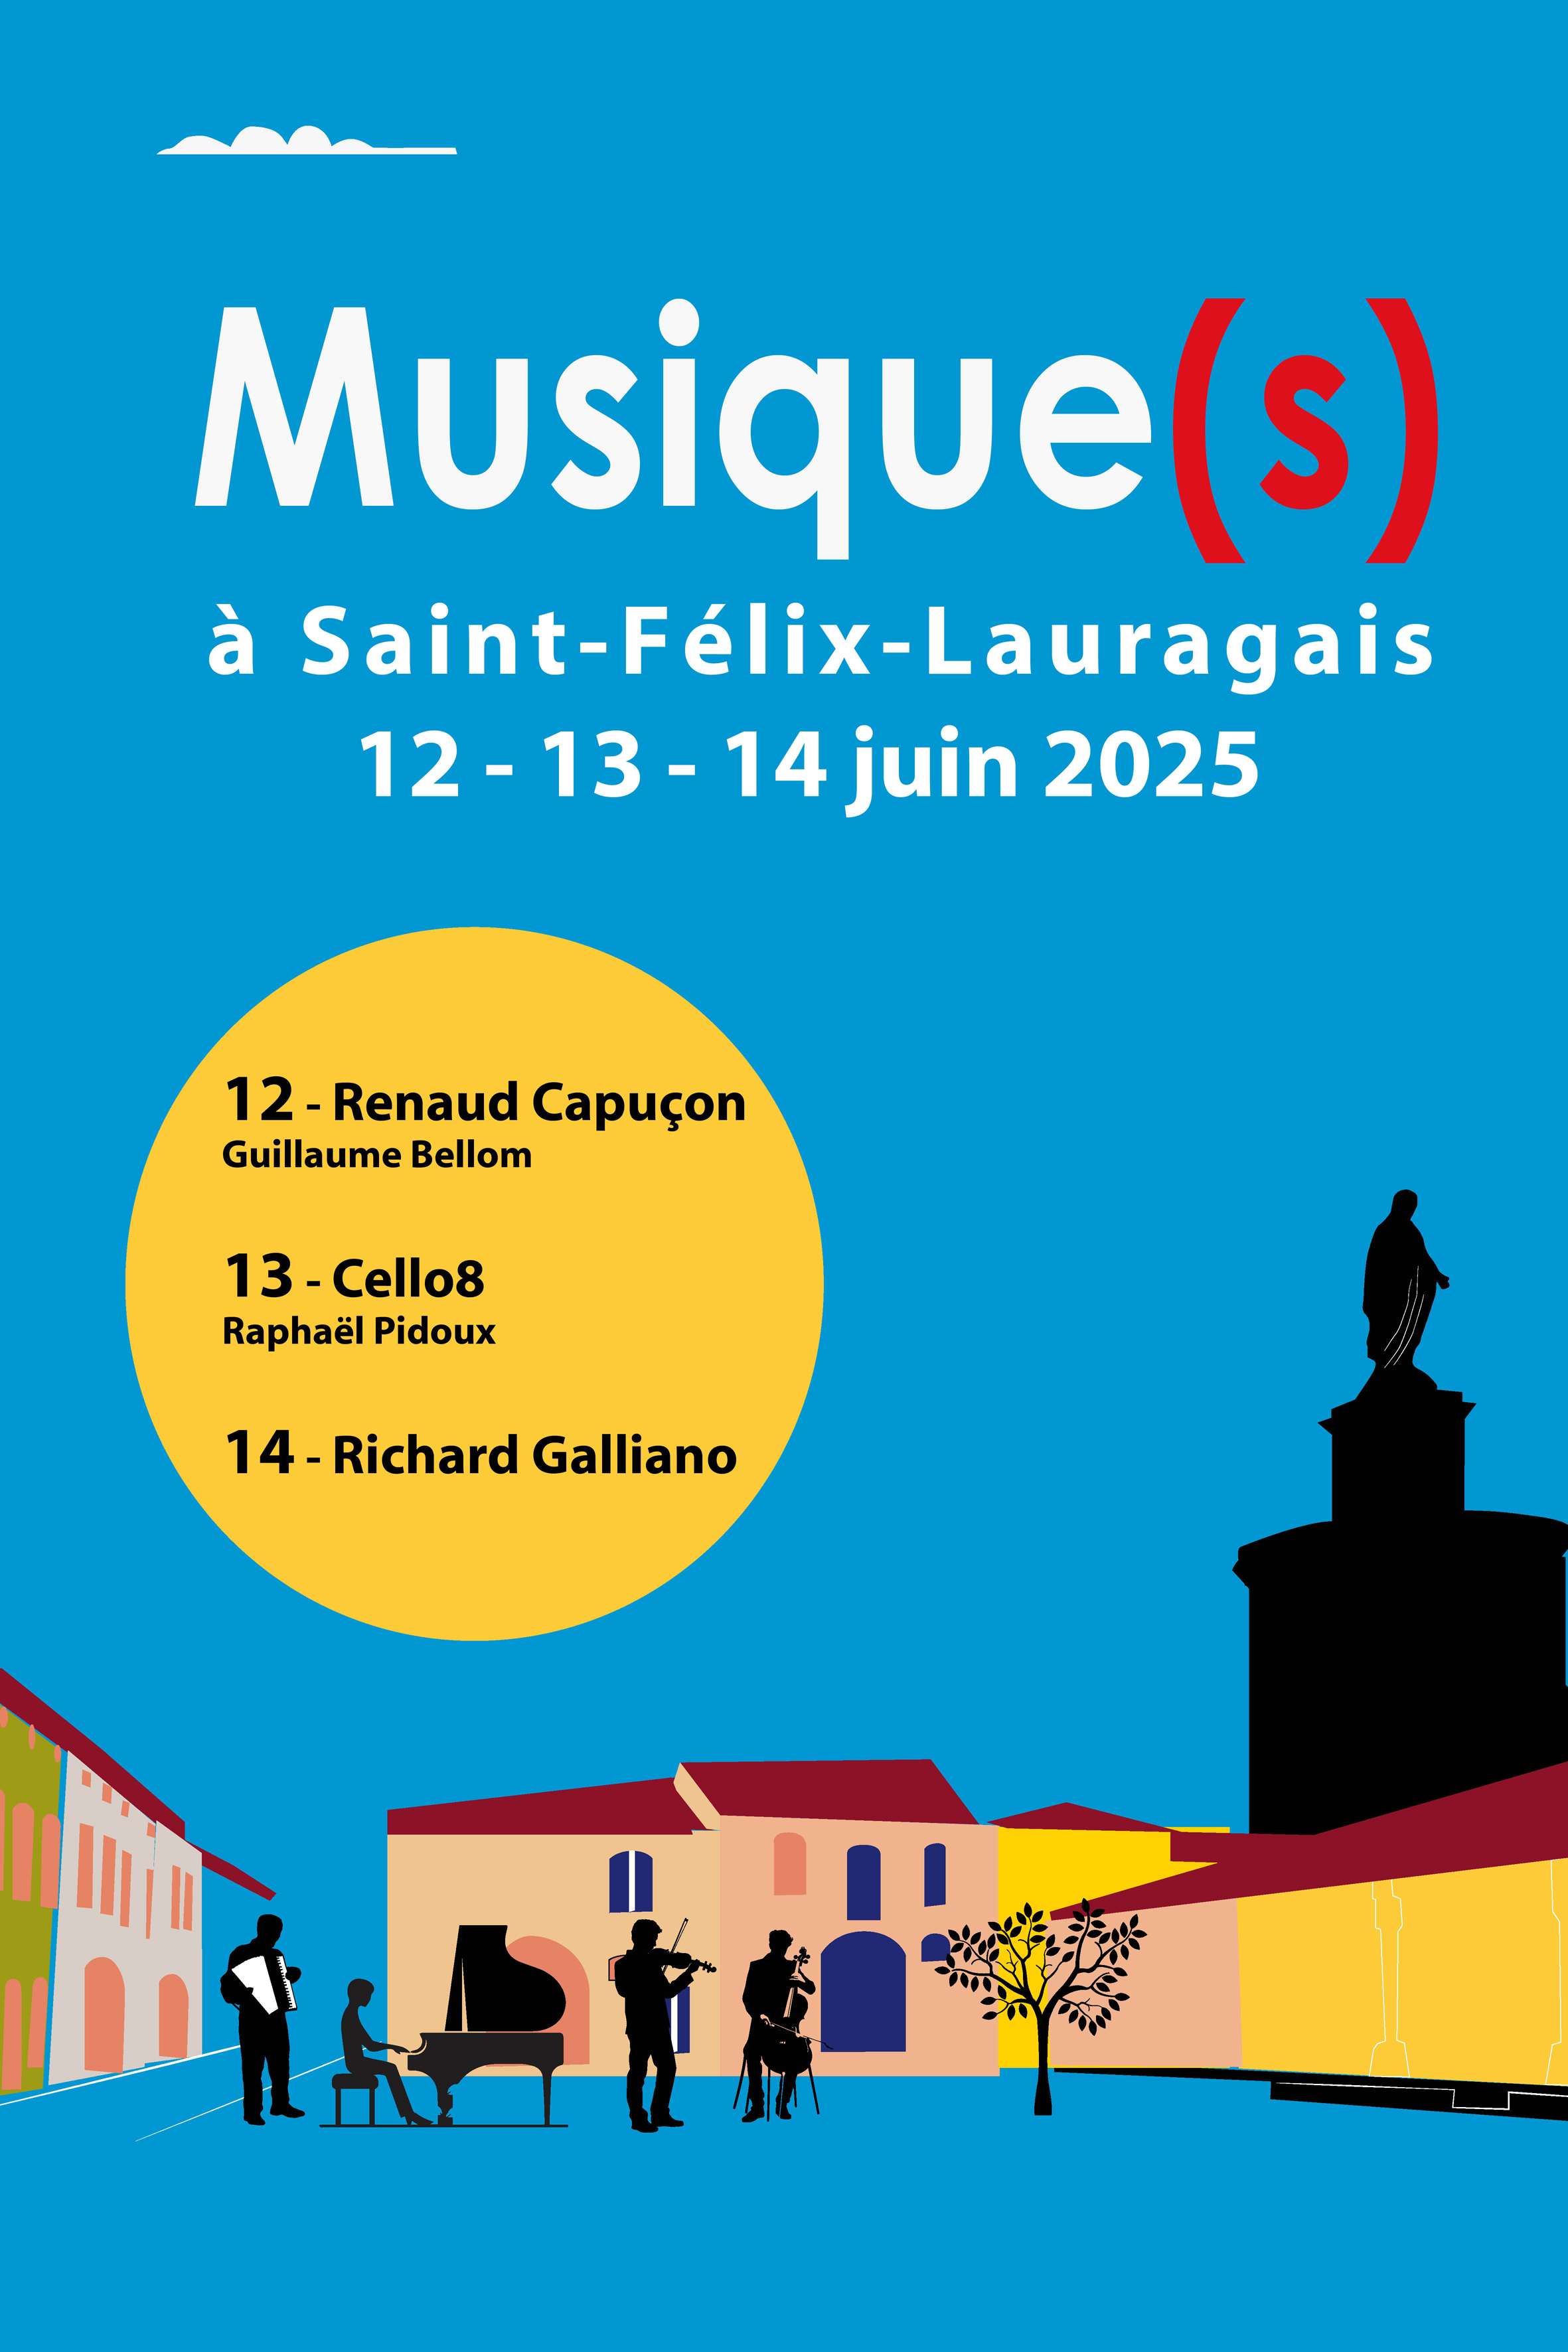 Musique(s)
à Saint-Félix-Lauragais
12 - 13 - 14 juin 2025
12 - Renaud Capuçon
Guillaume Bellom
13 - Cello8
Raphaël Pidoux
14 - Richard Galliano